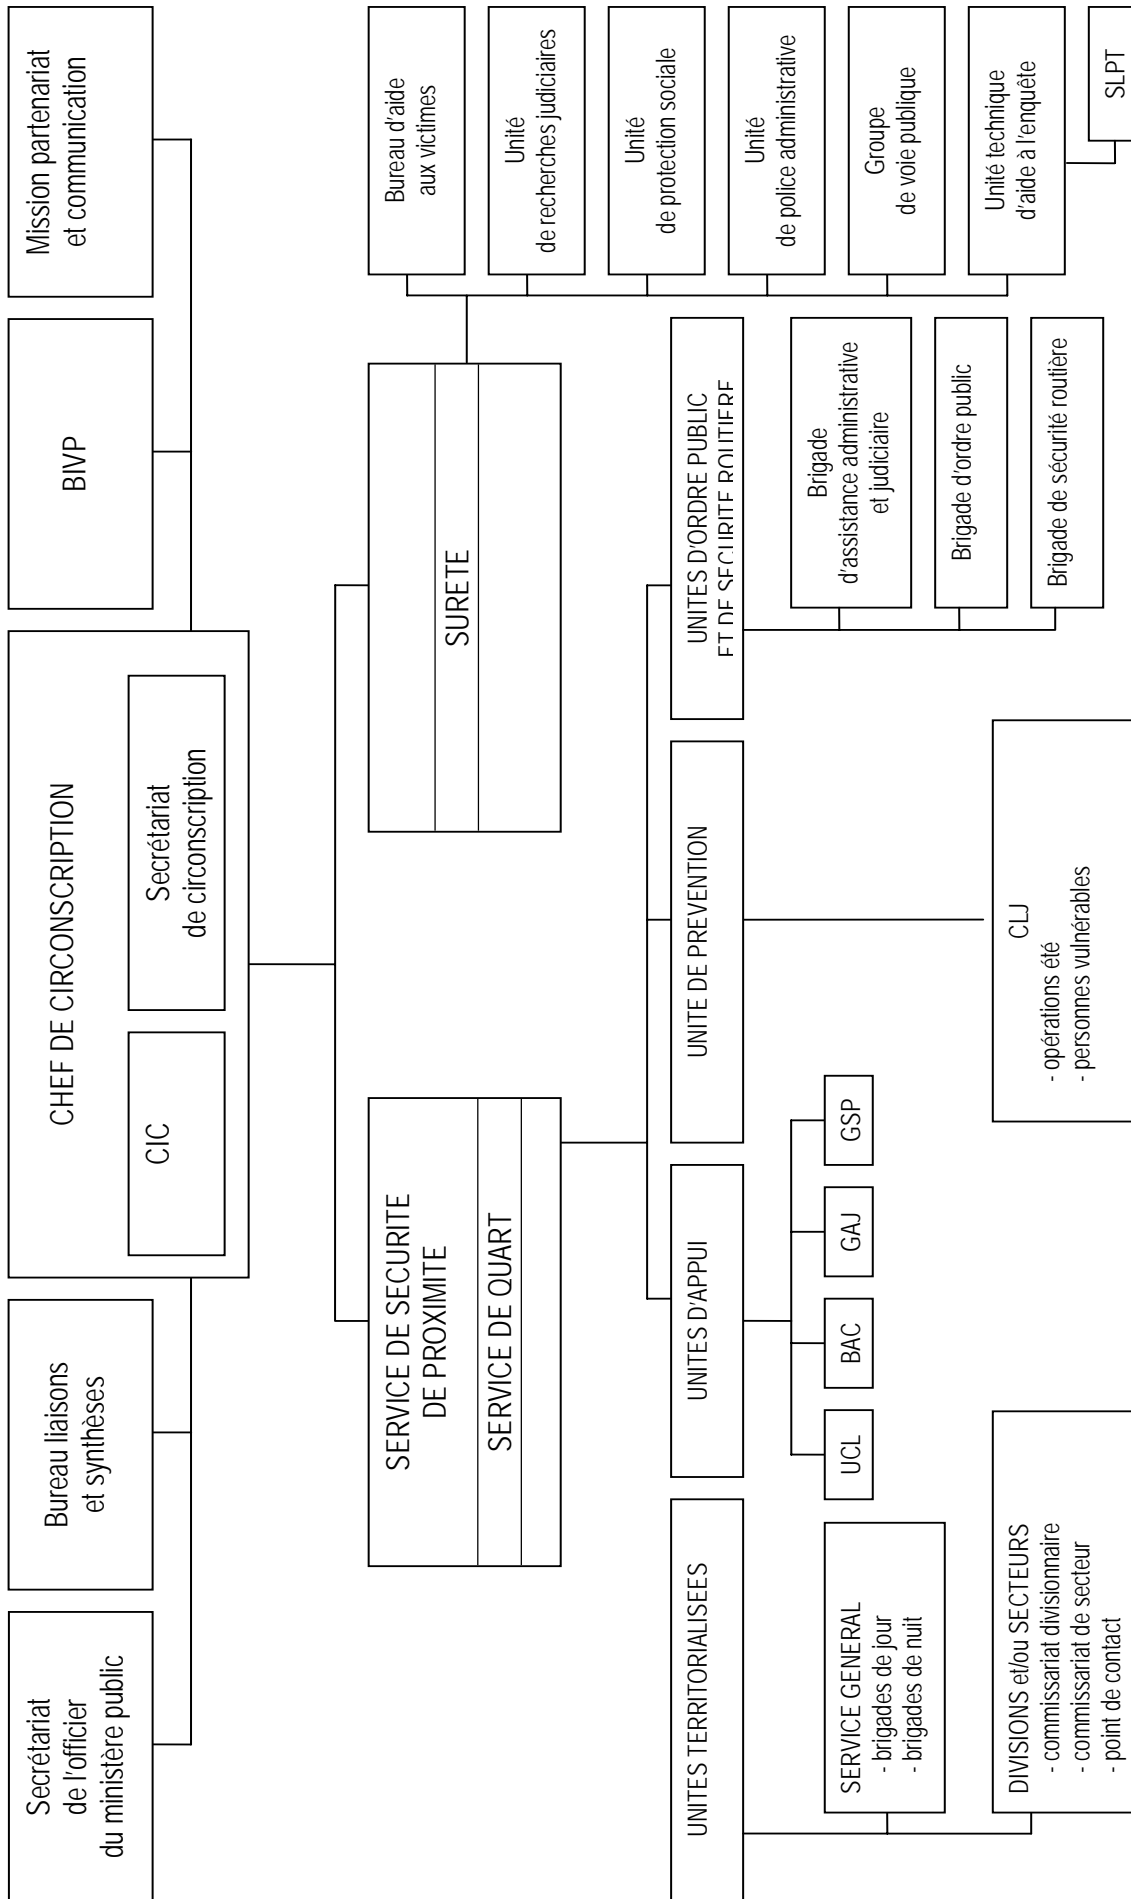 Secrétariat
de l'officier
du ministère public
Bureau liaisons
et synthèses
CHEF DE CIRCONSCRIPTION
CIC
Secrétariat
de circonscription
BIVP
Mission partenariat
et communication
SERVICE DE SECURITE
DE PROXIMITE
SERVICE DE QUART
SURETE
Bureau d'aide
aux victimes
Unité
de recherches judiciaires
Unité
de protection sociale
Unité
de police administrative
Groupe
de voie publique
Unité technique
d'aide à l'enquête
SLPT
UNITES TERRITORIALISEES
UNITES D'APPUI
UNITE DE PREVENTION
UNITES D'ORDRE PUBLIC
ET DE SECURITE ROUTIERE
SERVICE GENERAL
- brigades de jour
- brigades de nuit
DIVISIONS et/ou SECTEURS
- commissariat divisionnaire
- commissariat de secteur
- point de contact
UCL
BAC
GAJ
GSP
CLJ
- opérations été
- personnes vulnérables
Brigade
d'assistance administrative
et judiciaire
Brigade d'ordre public
Brigade de sécurité routière